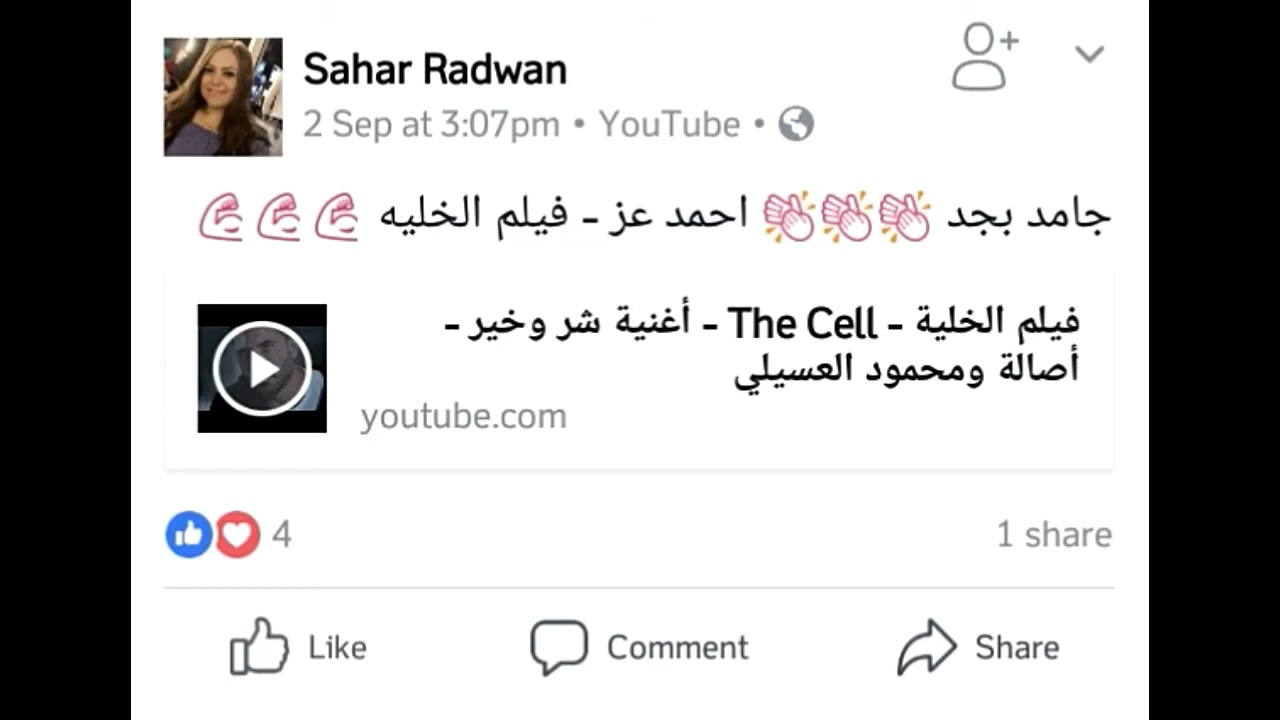 Sahar Radwan
2 Sep at 3:07pm • YouTube •
جامد بجد 👏👏👏 احمد عز - فيلم الخليه 💪💪💪
فيلم الخلية - The Cell - أغنية شر وخير -
أصالة ومحمود العسيلي
youtube.com
4
1 share
Like
Comment
Share